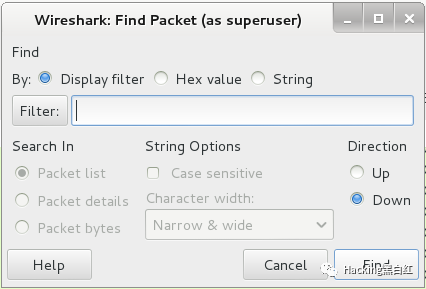 Wireshark: Find Packet (as superuser)
Find
By: Display filter Hex value String
Filter:
Search In String Options Direction
Packet list Case sensitive Up
Packet details Character width: Down
Packet bytes Narrow & wide
Help Cancel Find
Hacking黑白红